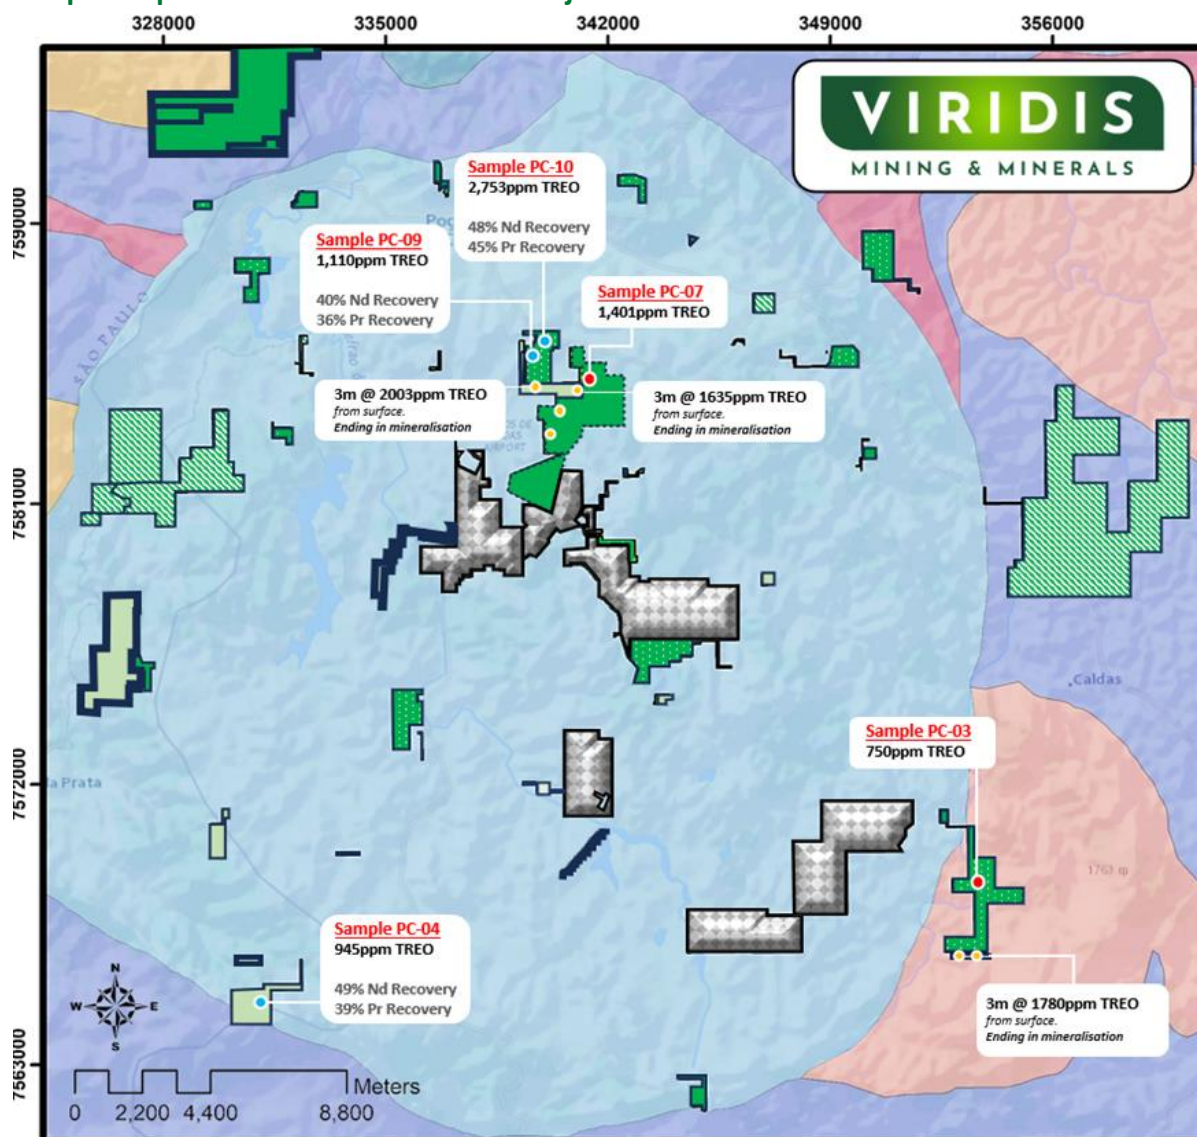 328000
335000
342000
349000
356000
VIRIDIS
MINING & MINERALS
7590000
7581000
7572000
7563000
Sample PC-10
2,753ppm TREO
48% Nd Recovery
45% Pr Recovery
Sample PC-09
1,110ppm TREO
40% Nd Recovery
36% Pr Recovery
Sample PC-07
1,401ppm TREO
SÃO PAULO
3m @ 2003ppm TREO
from surface.
Ending in mineralisation
3m @ 1635ppm TREO
from surface.
Ending in mineralisation
Caldas
Sample PC-03
750ppm TREO
la Prata
Sample PC-04
945ppm TREO
49% Nd Recovery
39% Pr Recovery
3m @ 1780ppm TREO
from surface.
Ending in mineralisation
N
W
E
S
Meters
0
2,200
4,400
8,800